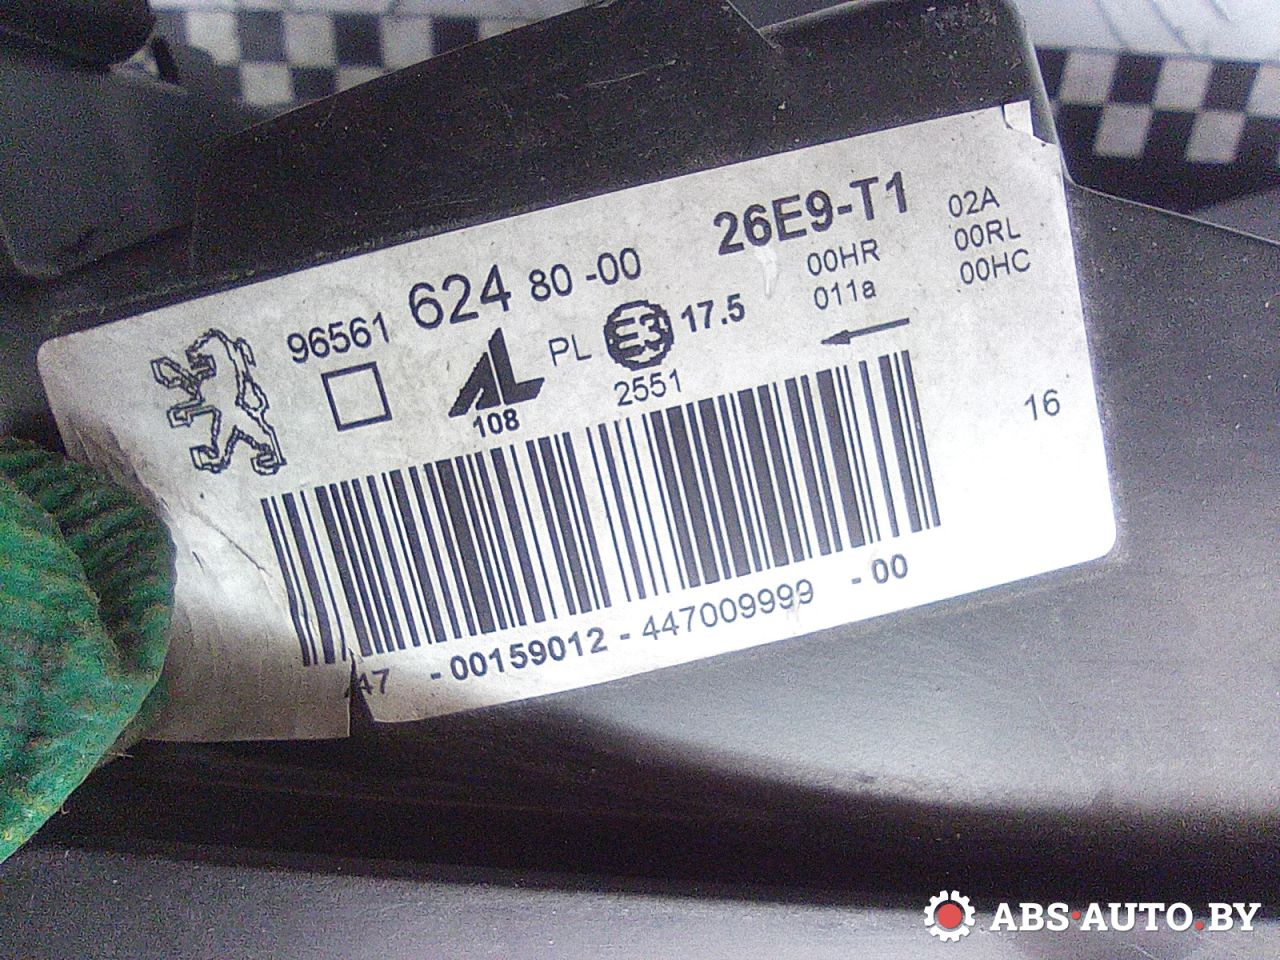 96561 624 80-00 26E9-T1
00HR 02A
011a 00RL
00HC
AL PL E3 17.5
108 2551
16
47 - 00159012 - 447009999 - 00
ABS·AUTO.BY